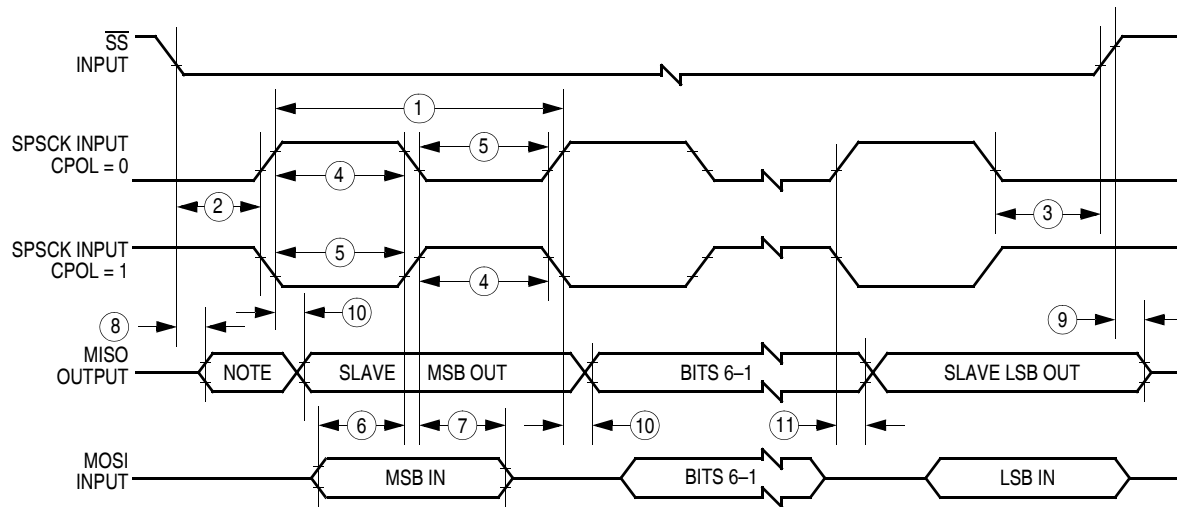 SS
INPUT
1
SPSCK INPUT
CPOL = 0
5
4
2
3
SPSCK INPUT
CPOL = 1
5
4
8
10
9
MISO
OUTPUT
NOTE
SLAVE MSB OUT
BITS 6–1
SLAVE LSB OUT
6
7
10
11
MOSI
INPUT
MSB IN
BITS 6–1
LSB IN